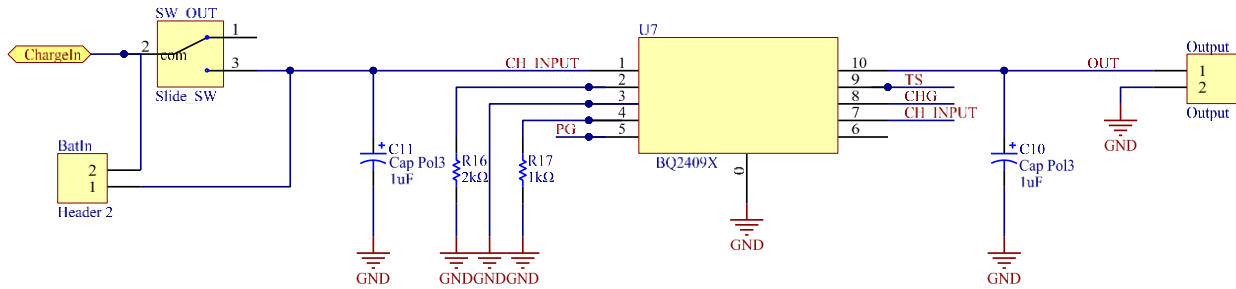 SW_OUT
1
ChargeIn
2
com
3
Slide_SW
BatIn
2
1
Header 2
CH_INPUT
C11
Cap Pol3
1uF
GND
PG
R16
2kΩ
R17
1kΩ
GNDGNDGND
U7
1
2
3
4
5
10
9
8
7
6
0
BQ2409X
GND
TS
CHG
CH_INPUT
OUT
C10
Cap Pol3
1uF
GND
Output
1
2
Output
GND